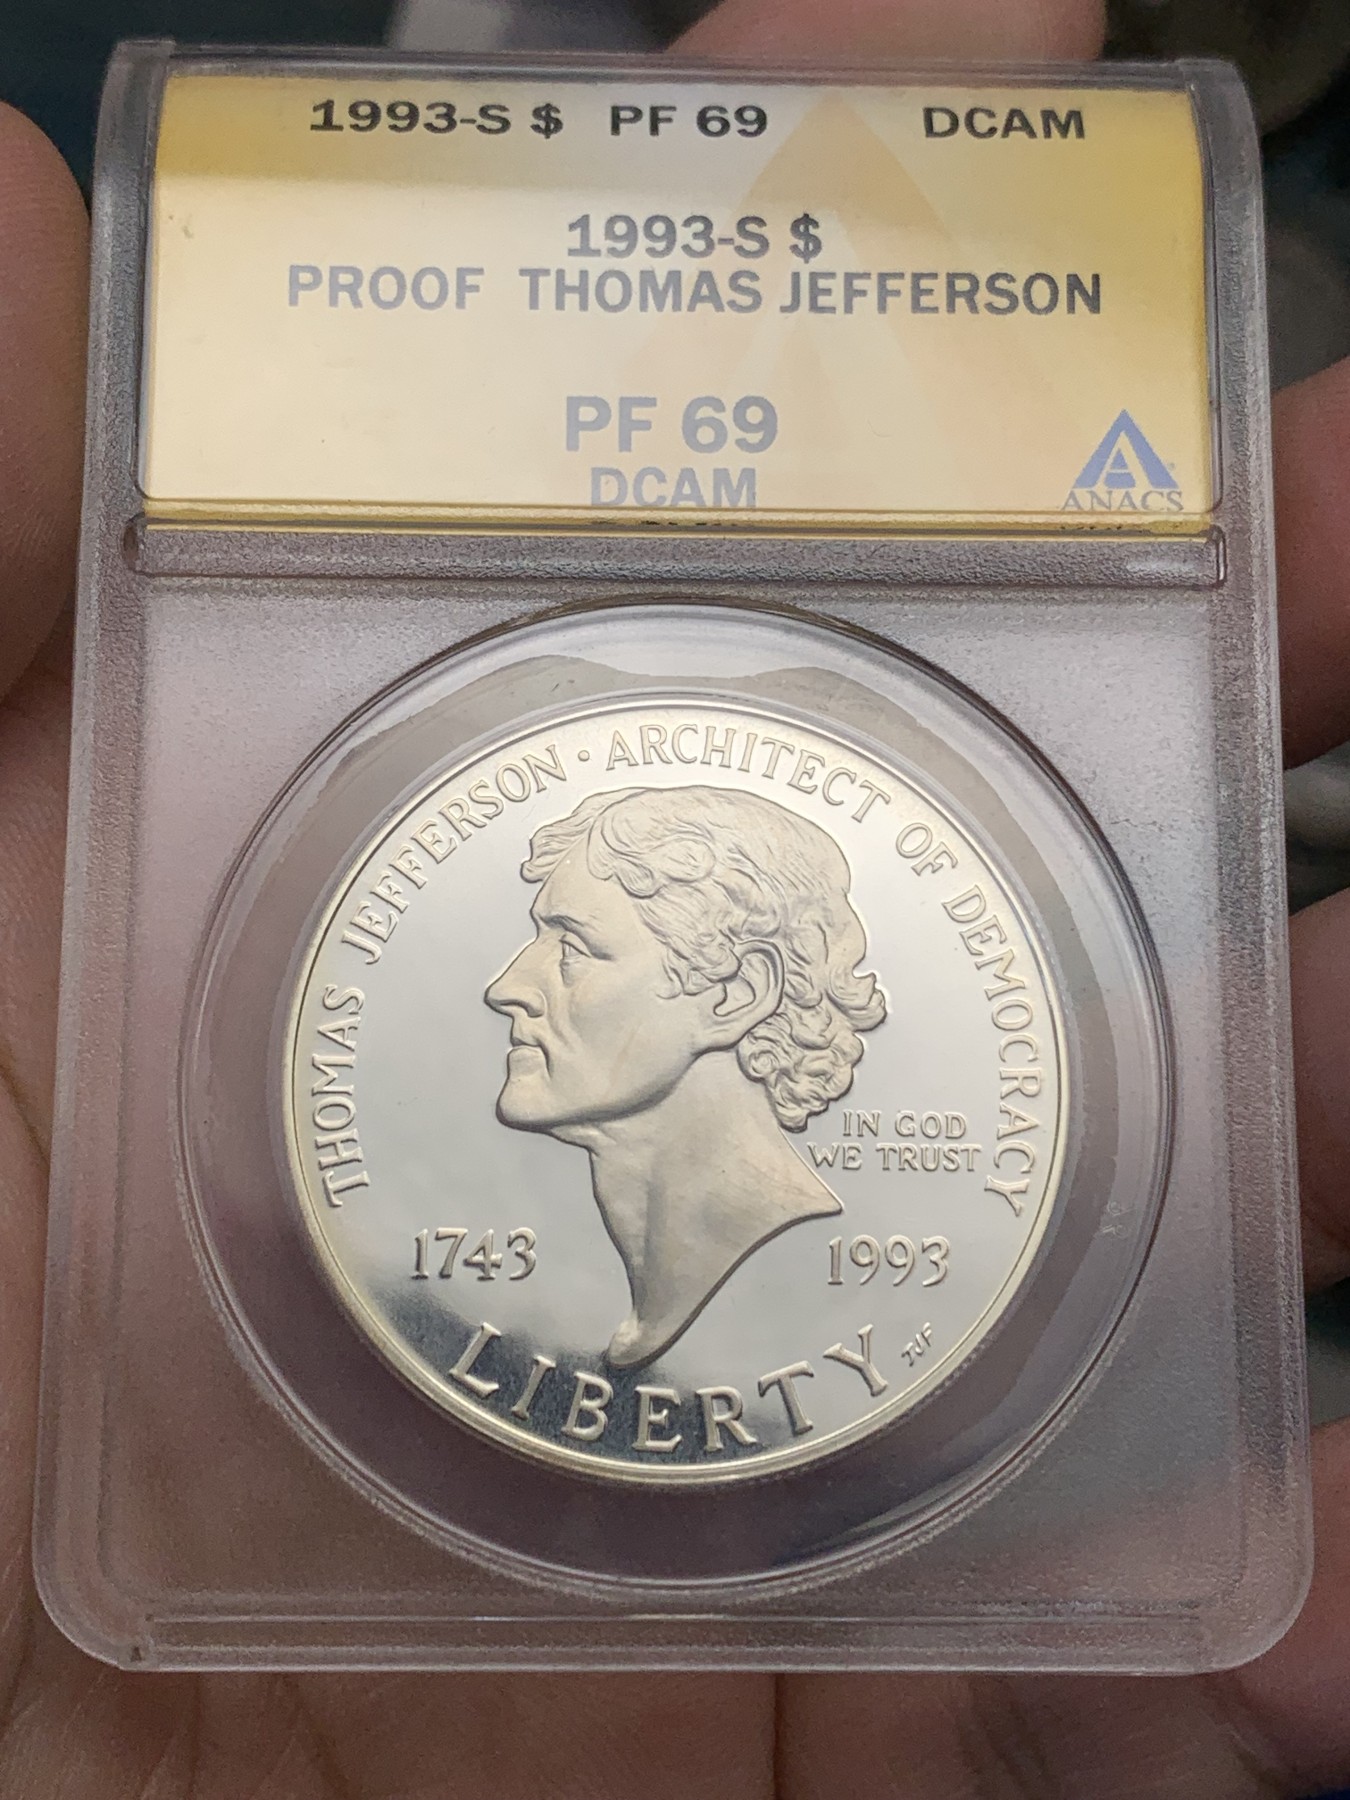 1993-S $ PF 69 DCAM
1993-S $
PROOF THOMAS JEFFERSON
PF 69
DCAM
ANACS
THOMAS JEFFERSON · ARCHITECT OF DEMOCRACY
IN GOD
WE TRUST
1743 1993
LIBERTY
TJF